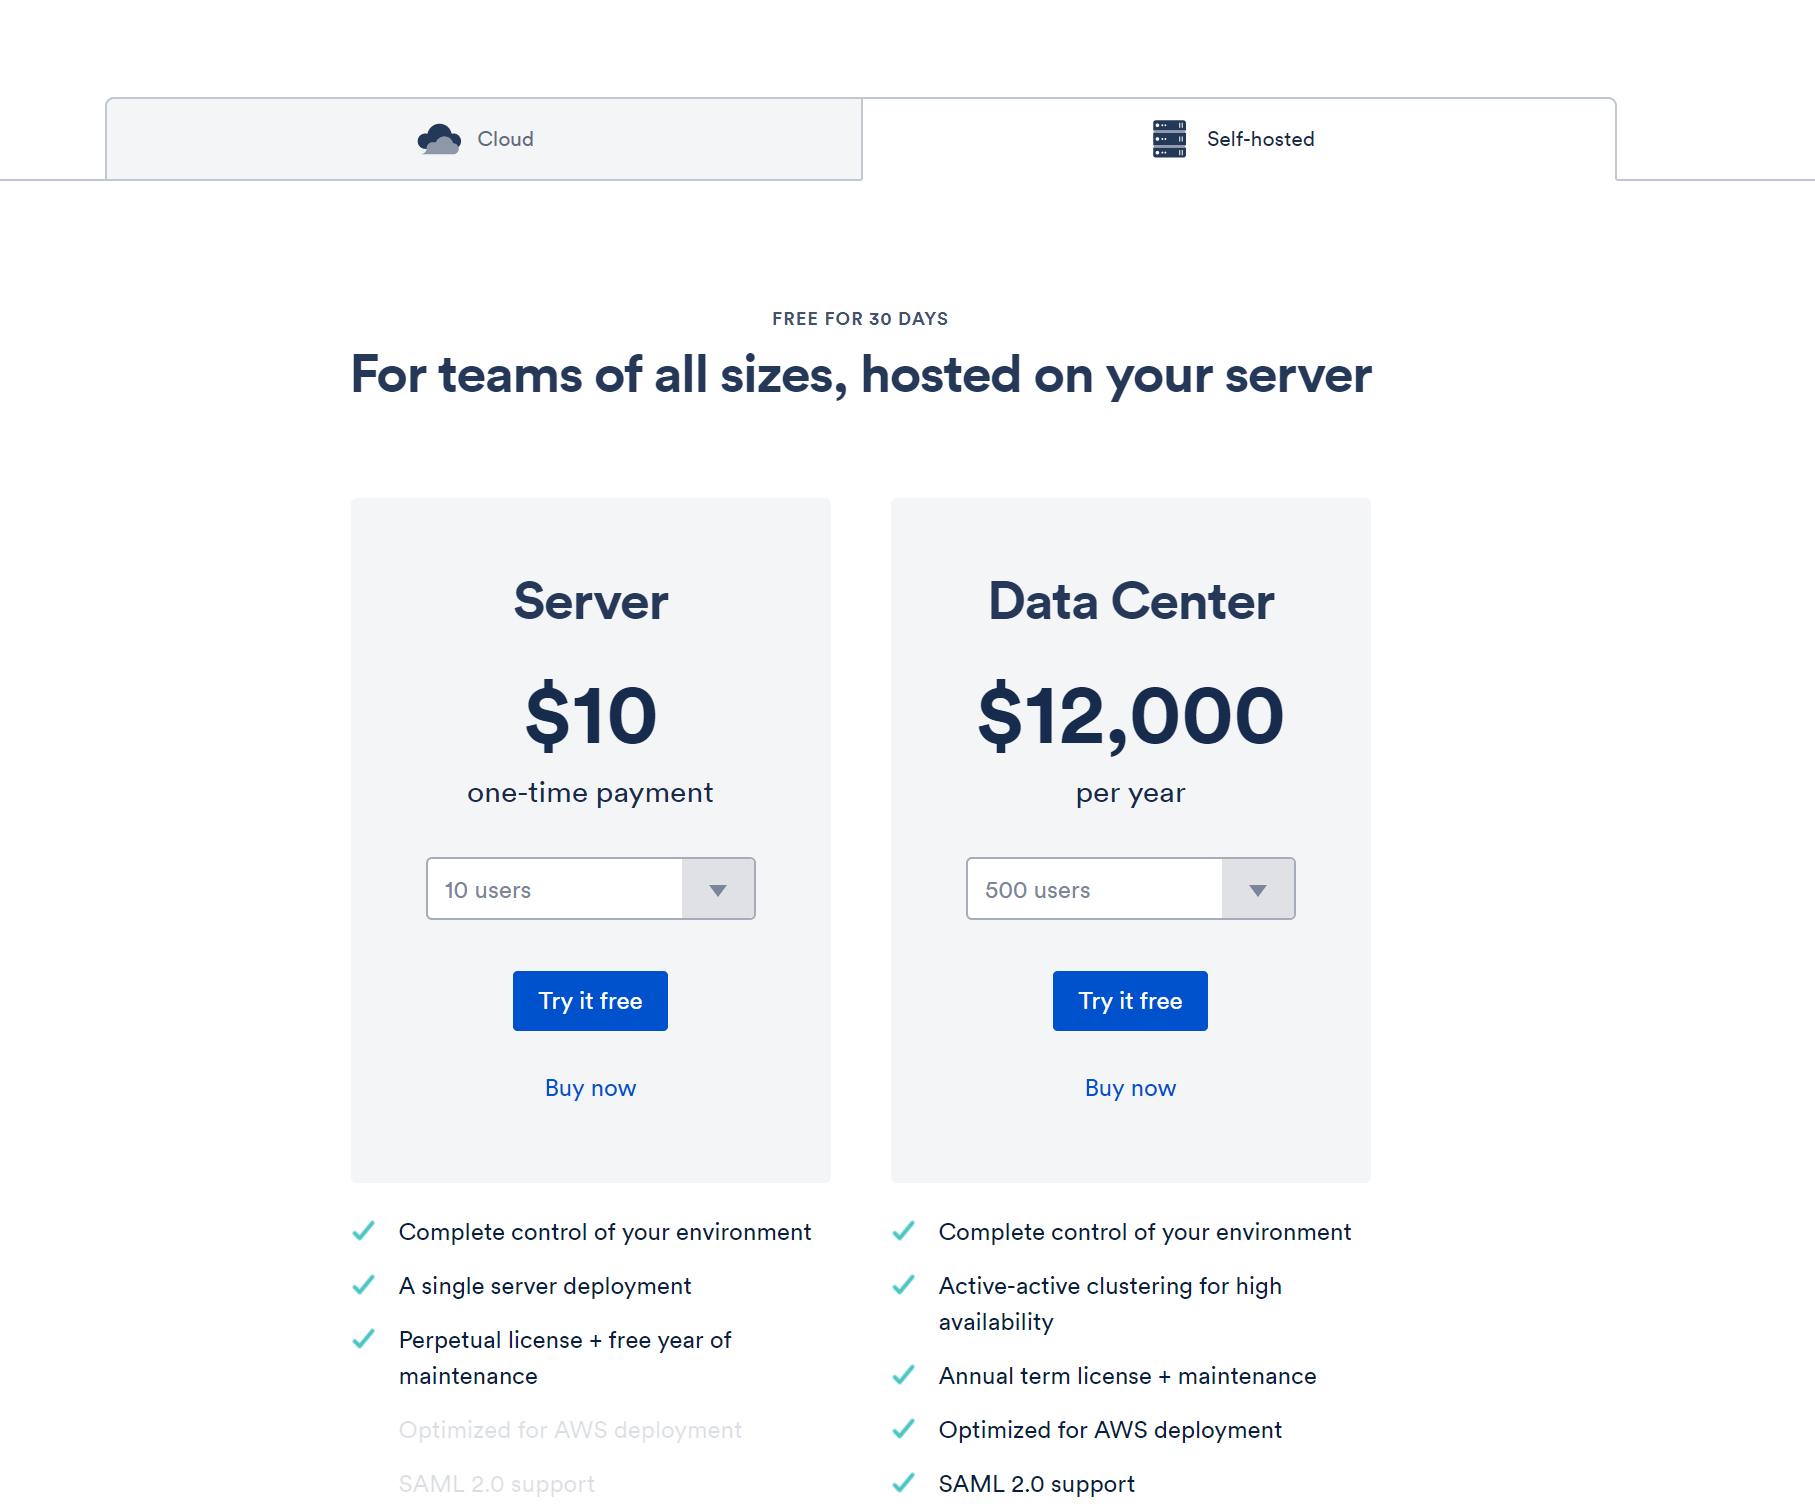 Cloud
Self-hosted
FREE FOR 30 DAYS
For teams of all sizes, hosted on your server
Server
$10
one-time payment
10 users
Try it free
Buy now
Data Center
$12,000
per year
500 users
Try it free
Buy now
Complete control of your environment
A single server deployment
Perpetual license + free year of
maintenance
Optimized for AWS deployment
SAML 2.0 support
Complete control of your environment
Active-active clustering for high
availability
Annual term license + maintenance
Optimized for AWS deployment
SAML 2.0 support